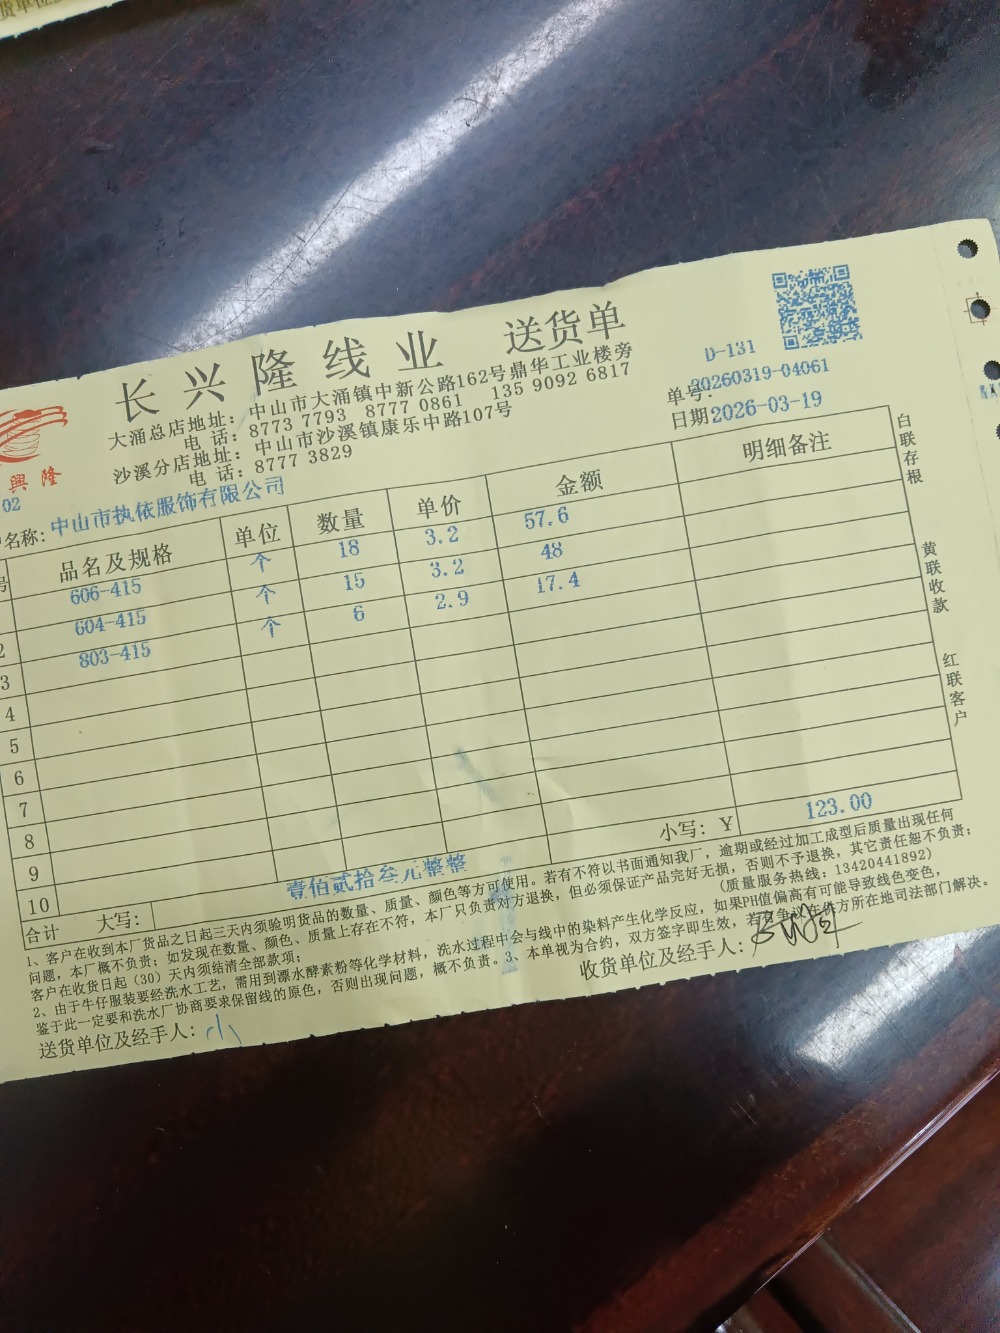 长兴隆线业 送货单
D-131
大涌总店地址：中山市大涌镇中新公路162号鼎华工业楼旁
电 话：8773 7793 8777 0861 135 9092 6817
单号：20260319-04061
沙溪分店地址：中山市沙溪镇康乐中路107号
电 话：8777 3829
日期2026-03-19
興隆
02
名称：中山市执依服饰有限公司
号 品名及规格 单位 数量 单价 金额 明细备注
606-415 个 18 3.2 57.6
2 604-415 个 15 3.2 48
3 803-415 个 6 2.9 17.4
4
5
6
7
8
9
10
合计 大写：壹佰贰拾叁元整整 小写：￥ 123.00
白联存根
黄联收款
红联客户
1、客户在收到本厂货品之日起三天内须验明货品的数量、质量、颜色等方可使用。若有不符以书面通知我厂，逾期或经过加工成型后质量出现任何
问题，本厂概不负责；如发现在数量、颜色、质量上存在不符，本厂只负责对方退换，但必须保证产品完好无损，否则不予退换，其它责任恕不负责；
客户在收货日起（30）天内须结清全部款项； （质量服务热线：13420441892）
2、由于牛仔服装要经洗水工艺，需用到漂水酵素粉等化学材料，洗水过程中会与线中的染料产生化学反应，如果PH值偏高有可能导致线色变色，
鉴于此一定要和洗水厂协商要求保留线的原色，否则出现问题，概不负责。3、本单视为合约，双方签字即生效，若有争议在供方所在地司法部门解决。
送货单位及经手人：小
收货单位及经手人：